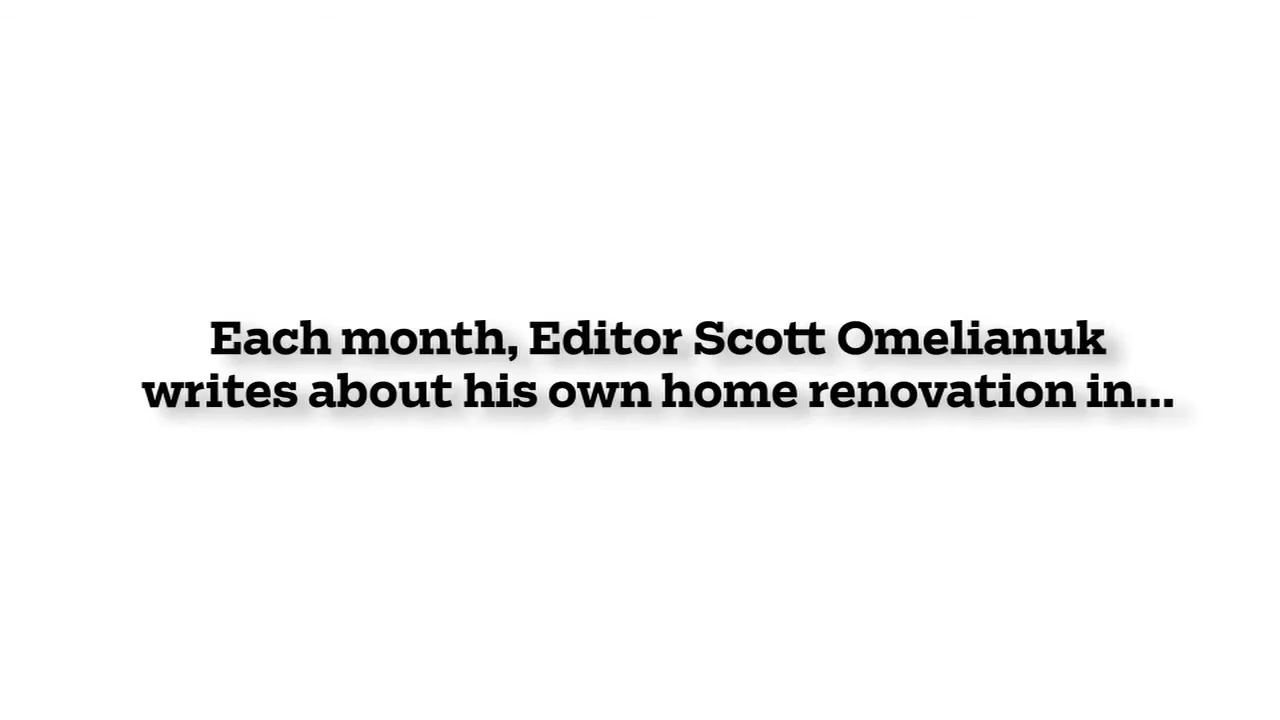 Each month, Editor Scott Omelianuk
writes about his own home renovation in...